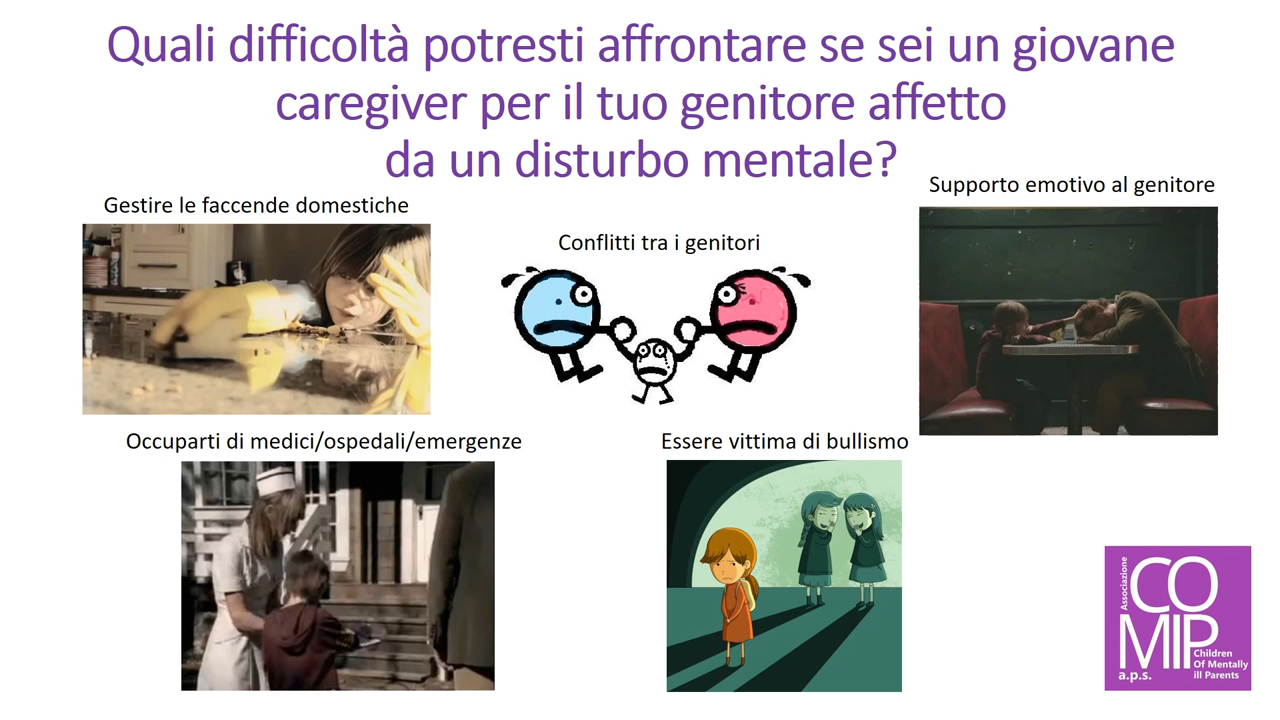 Quali difficoltà potresti affrontare se sei un giovane
caregiver per il tuo genitore affetto
da un disturbo mentale?
Supporto emotivo al genitore
Gestire le faccende domestiche
Conflitti tra i genitori
Occuparti di medici/ospedali/emergenze
Essere vittima di bullismo
Associazione
CO
MIP
Children
Of Mentally
ill Parents
a.p.s.